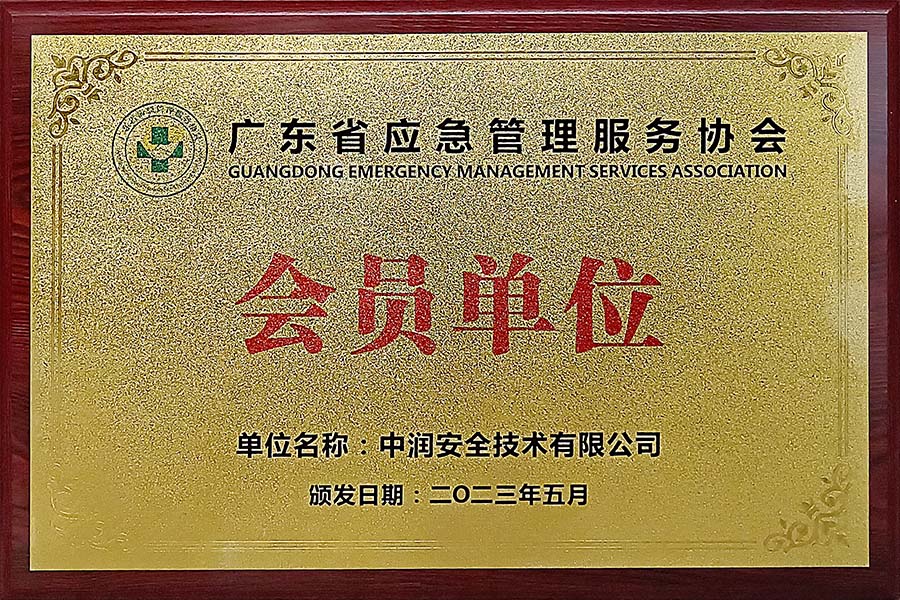 广东省应急管理服务协会
GUANGDONG EMERGENCY MANAGEMENT SERVICES ASSOCIATION
会员单位
单位名称：中润安全技术有限公司
颁发日期：二〇二三年五月